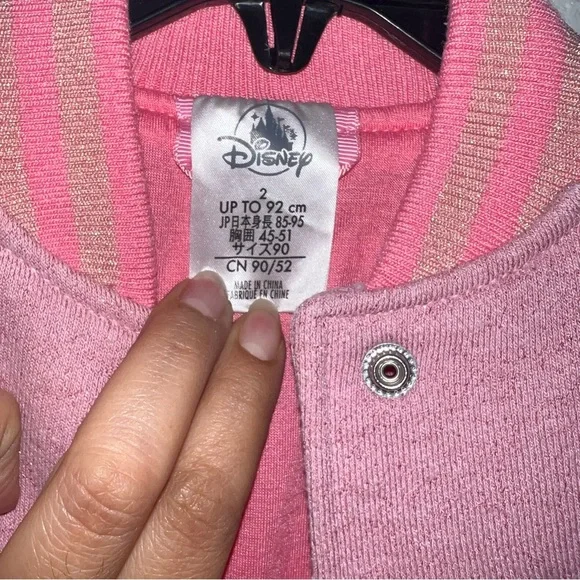 Disney
2
UP TO 92 cm
JP日本身長 85-95
胸囲 45-51
サイズ90
CN 90/52
MADE IN CHINA
FABRIQUÉ EN CHINE